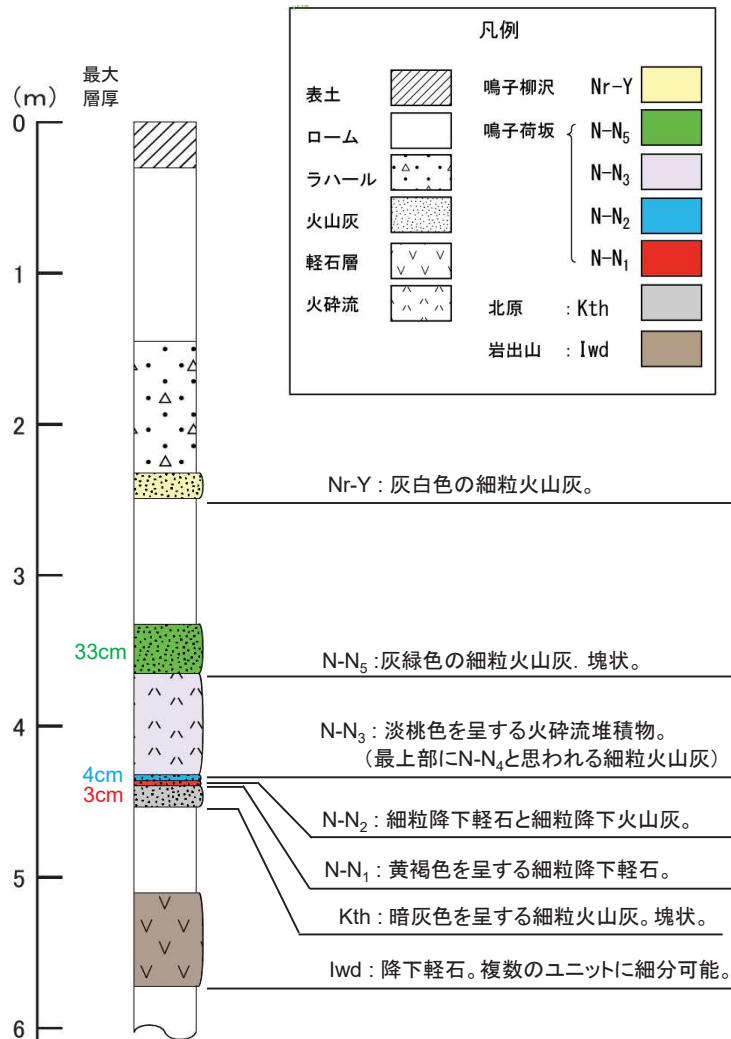 凡例
最大
層厚
(m)
表土
ローム
ラハール
火山灰
軽石層
火砕流
鳴子柳沢 Nr-Y
鳴子荷坂 { N-N5
N-N3
N-N2
N-N1
北原 : Kth
岩出山 : Iwd
0
1
2
3
4
5
6
33cm
4cm
3cm
Nr-Y : 灰白色の細粒火山灰。
N-N5 :灰緑色の細粒火山灰. 塊状。
N-N3 : 淡桃色を呈する火砕流堆積物。
(最上部にN-N4と思われる細粒火山灰)
N-N2 : 細粒降下軽石と細粒降下火山灰。
N-N1 : 黄褐色を呈する細粒降下軽石。
Kth : 暗灰色を呈する細粒火山灰。塊状。
Iwd : 降下軽石。複数のユニットに細分可能。